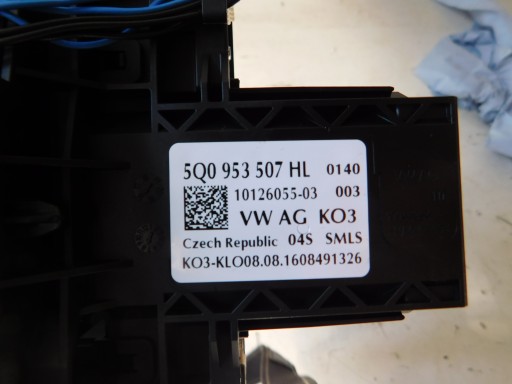 5Q0 953 507 HL 0140
10126055-03 003
VW AG KO3
Czech Republic 04S SMLS
KO3-KLO08.08.1608491326